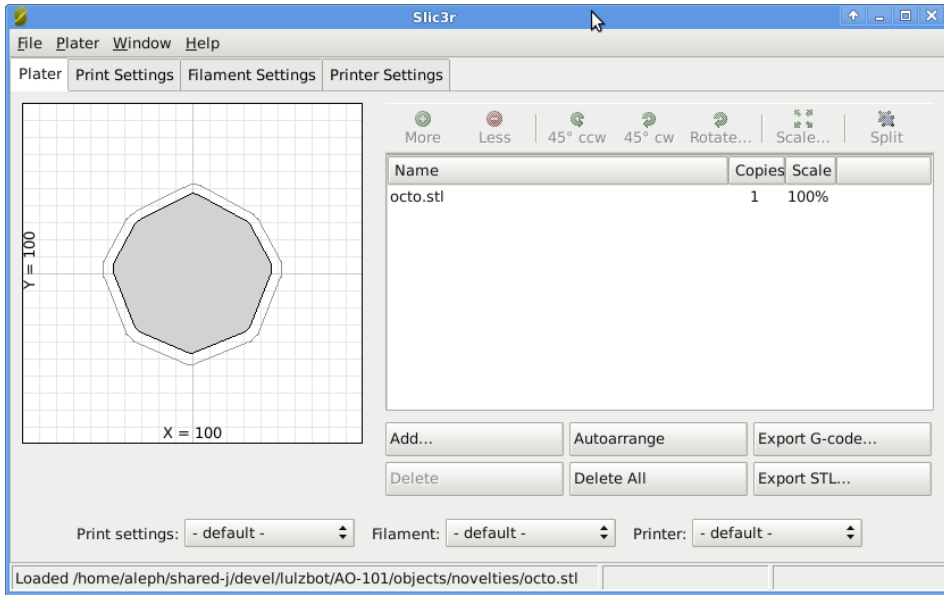 Slic3r
File Plater Window Help
Plater Print Settings Filament Settings Printer Settings
More Less 45° ccw 45° cw Rotate... Scale... Split
Name Copies Scale
octo.stl 1 100%
Y = 100
X = 100
Add... Autoarrange Export G-code...
Delete Delete All Export STL...
Print settings: - default - Filament: - default - Printer: - default -
Loaded /home/aleph/shared-j/devel/lulzbot/AO-101/objects/novelties/octo.stl